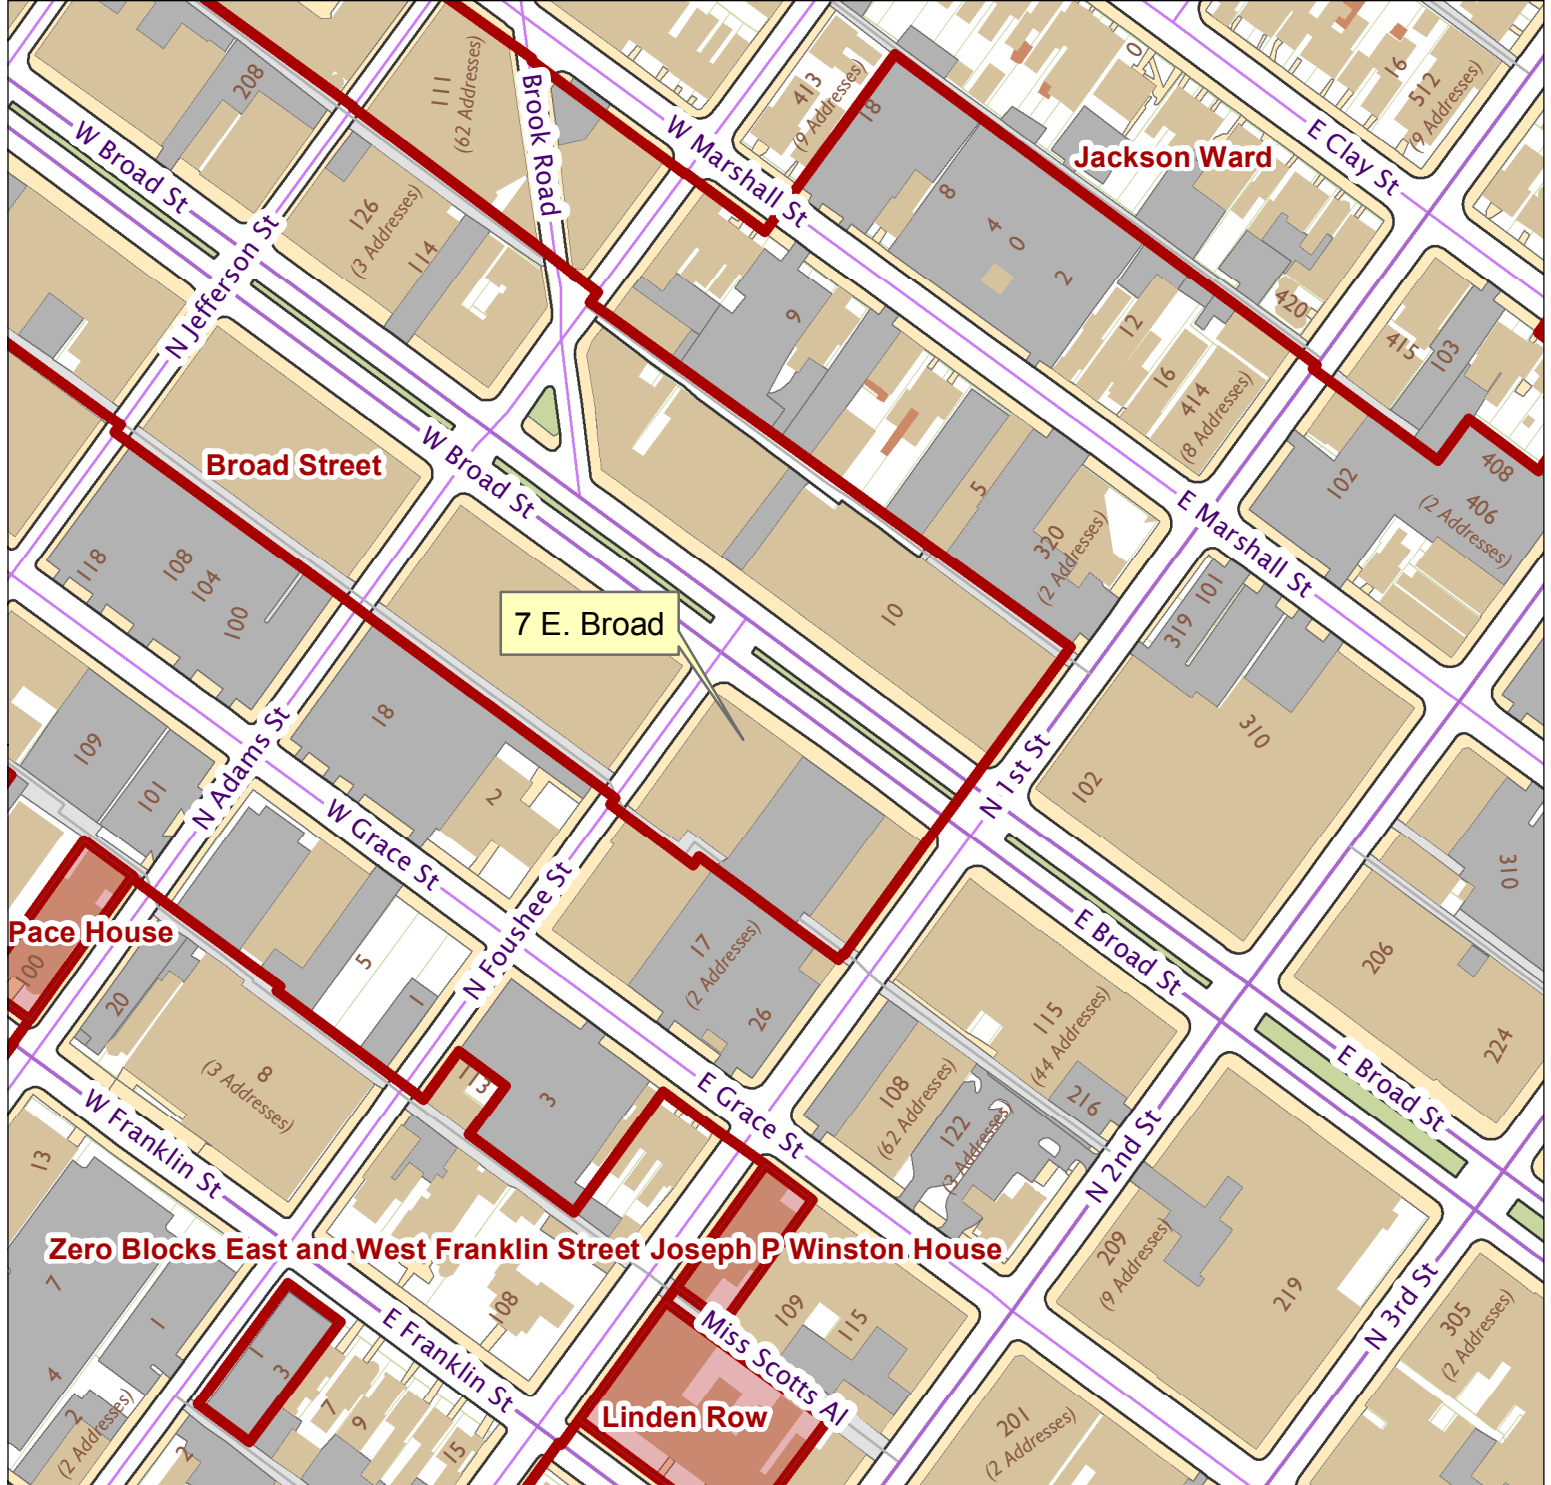 208
111
(62 Addresses)
Brook Road
413
(9 Addresses)
18
0
16
512
(9 Addresses)
W Broad St
W Marshall St
Jackson Ward
E Clay St
126
(3 Addresses)
114
8
4
0
2
N Jefferson St
9
12
420
415
103
16
414
(8 Addresses)
Broad Street
W Broad St
5
320
(2 Addresses)
E Marshall St
102
408
406
(2 Addresses)
118
108
104
100
7 E. Broad
10
319
101
18
310
109
101
N Adams St
2
W Grace St
N 1st St
102
310
Pace House
100
20
5
1
N Foushee St
17
(2 Addresses)
26
E Broad St
206
224
115
(44 Addresses)
8
(3 Addresses)
113
3
E Grace St
108
(62 Addresses)
122
(3 Addresses)
216
E Broad St
W Franklin St
13
N 2nd St
Zero Blocks East and West Franklin Street
Joseph P Winston House
209
(9 Addresses)
219
7
1
4
2
(2 Addresses)
1
3
108
E Franklin St
109
115
Miss Scotts Al
N 3rd St
305
(2 Addresses)
7
9
15
2
Linden Row
201
(2 Addresses)